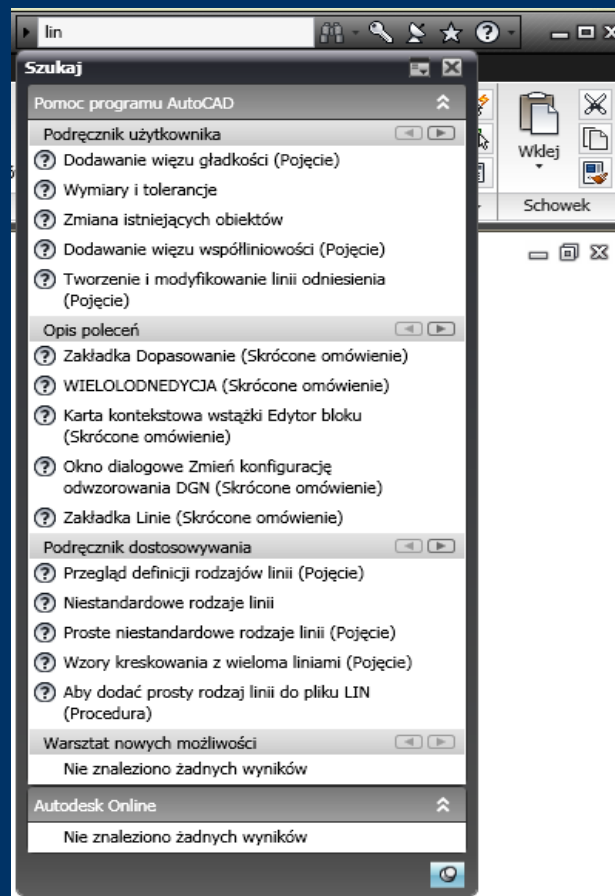 lin
Szukaj
Pomoc programu AutoCAD
Podręcznik użytkownika
Dodawanie więzu gładkości (Pojęcie)
Wymiary i tolerancje
Zmiana istniejących obiektów
Dodawanie więzu współliniowości (Pojęcie)
Tworzenie i modyfikowanie linii odniesienia
(Pojęcie)
Opis poleceń
Zakładka Dopasowanie (Skrócone omówienie)
WIELOLODNEDYCJA (Skrócone omówienie)
Karta kontekstowa wstążki Edytor bloku
(Skrócone omówienie)
Okno dialogowe Zmień konfigurację
odwzorowania DGN (Skrócone omówienie)
Zakładka Linie (Skrócone omówienie)
Podręcznik dostosowywania
Przegląd definicji rodzajów linii (Pojęcie)
Niestandardowe rodzaje linii
Proste niestandardowe rodzaje linii (Pojęcie)
Wzory kreskowania z wieloma liniami (Pojęcie)
Aby dodać prosty rodzaj linii do pliku LIN
(Procedura)
Warsztat nowych możliwości
Nie znaleziono żadnych wyników
Autodesk Online
Nie znaleziono żadnych wyników
Wklej
Schowek